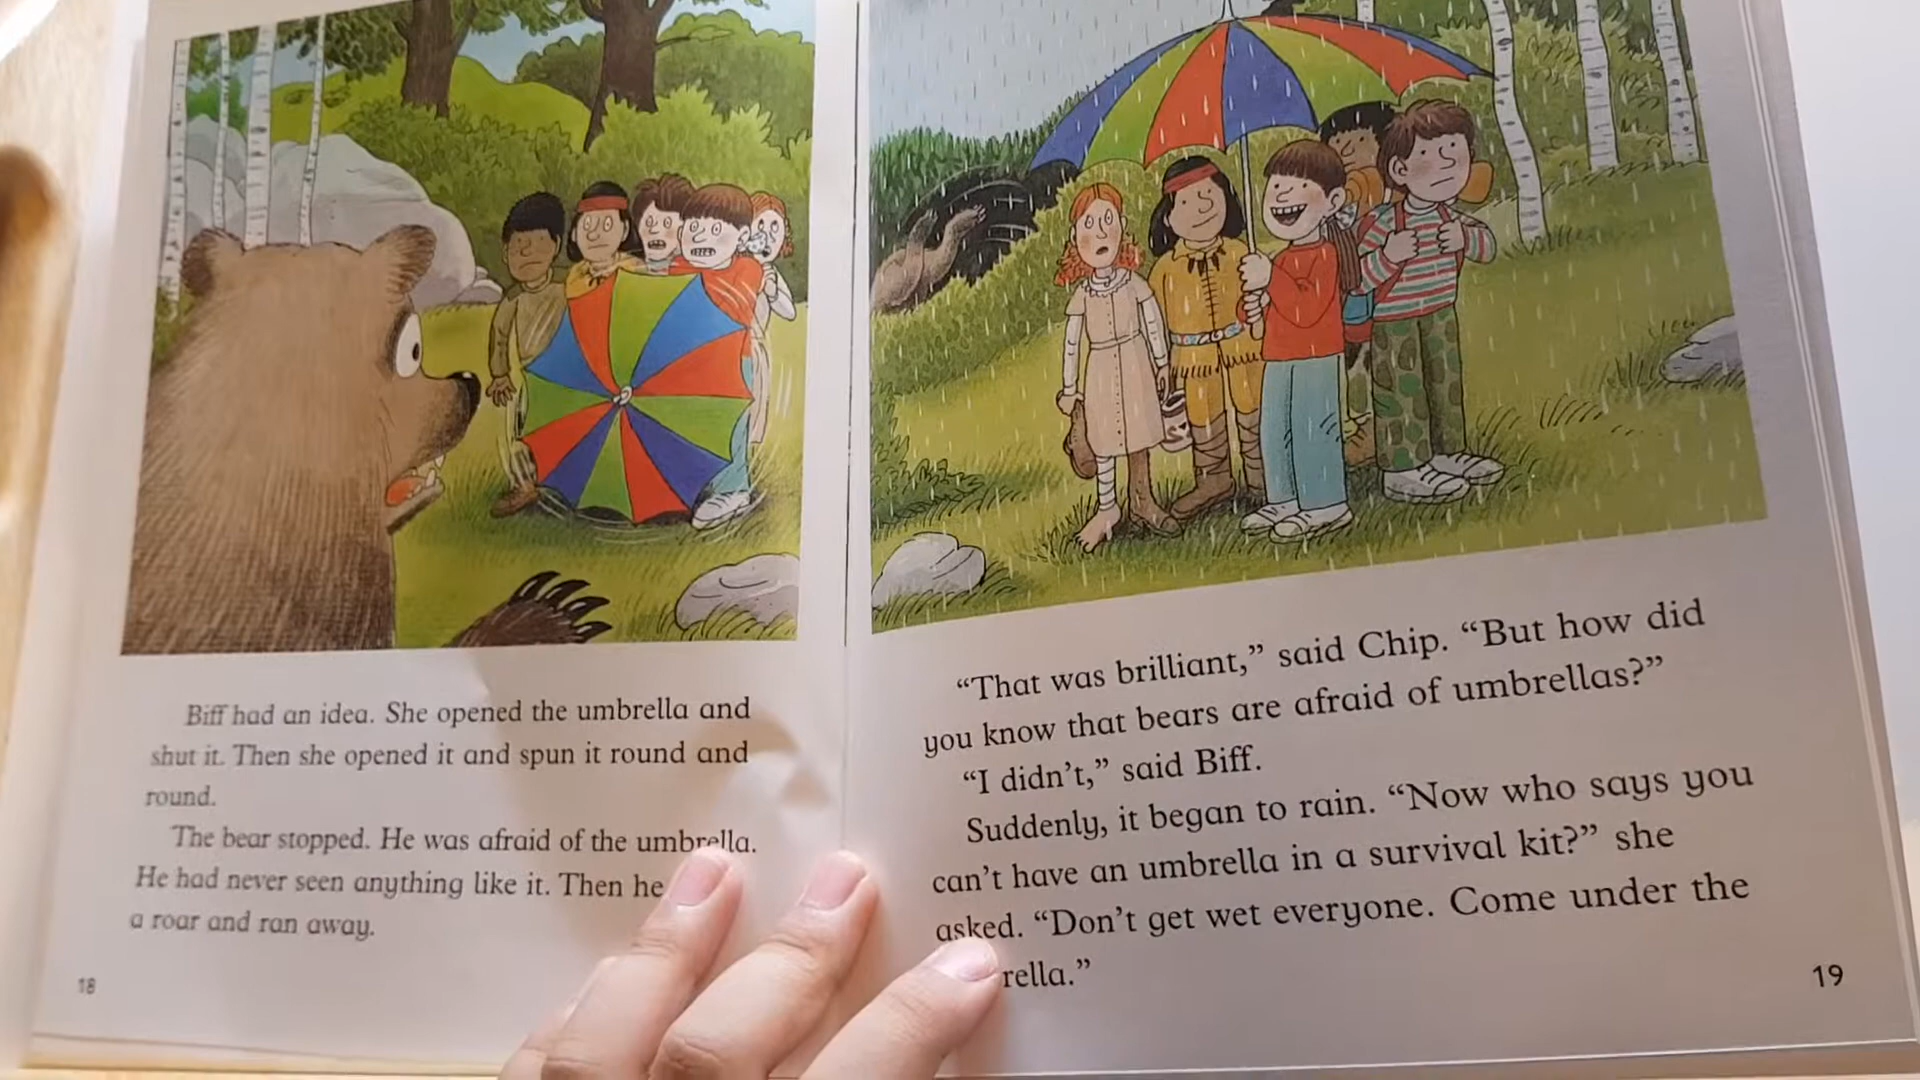 Biff had an idea. She opened the umbrella and
shut it. Then she opened it and spun it round and
round.
The bear stopped. He was afraid of the umbrella.
He had never seen anything like it. Then he
a roar and ran away.
18
“That was brilliant,” said Chip. “But how did
you know that bears are afraid of umbrellas?”
“I didn’t,” said Biff.
Suddenly, it began to rain. “Now who says you
can’t have an umbrella in a survival kit?” she
asked. “Don’t get wet everyone. Come under the
rella.”
19